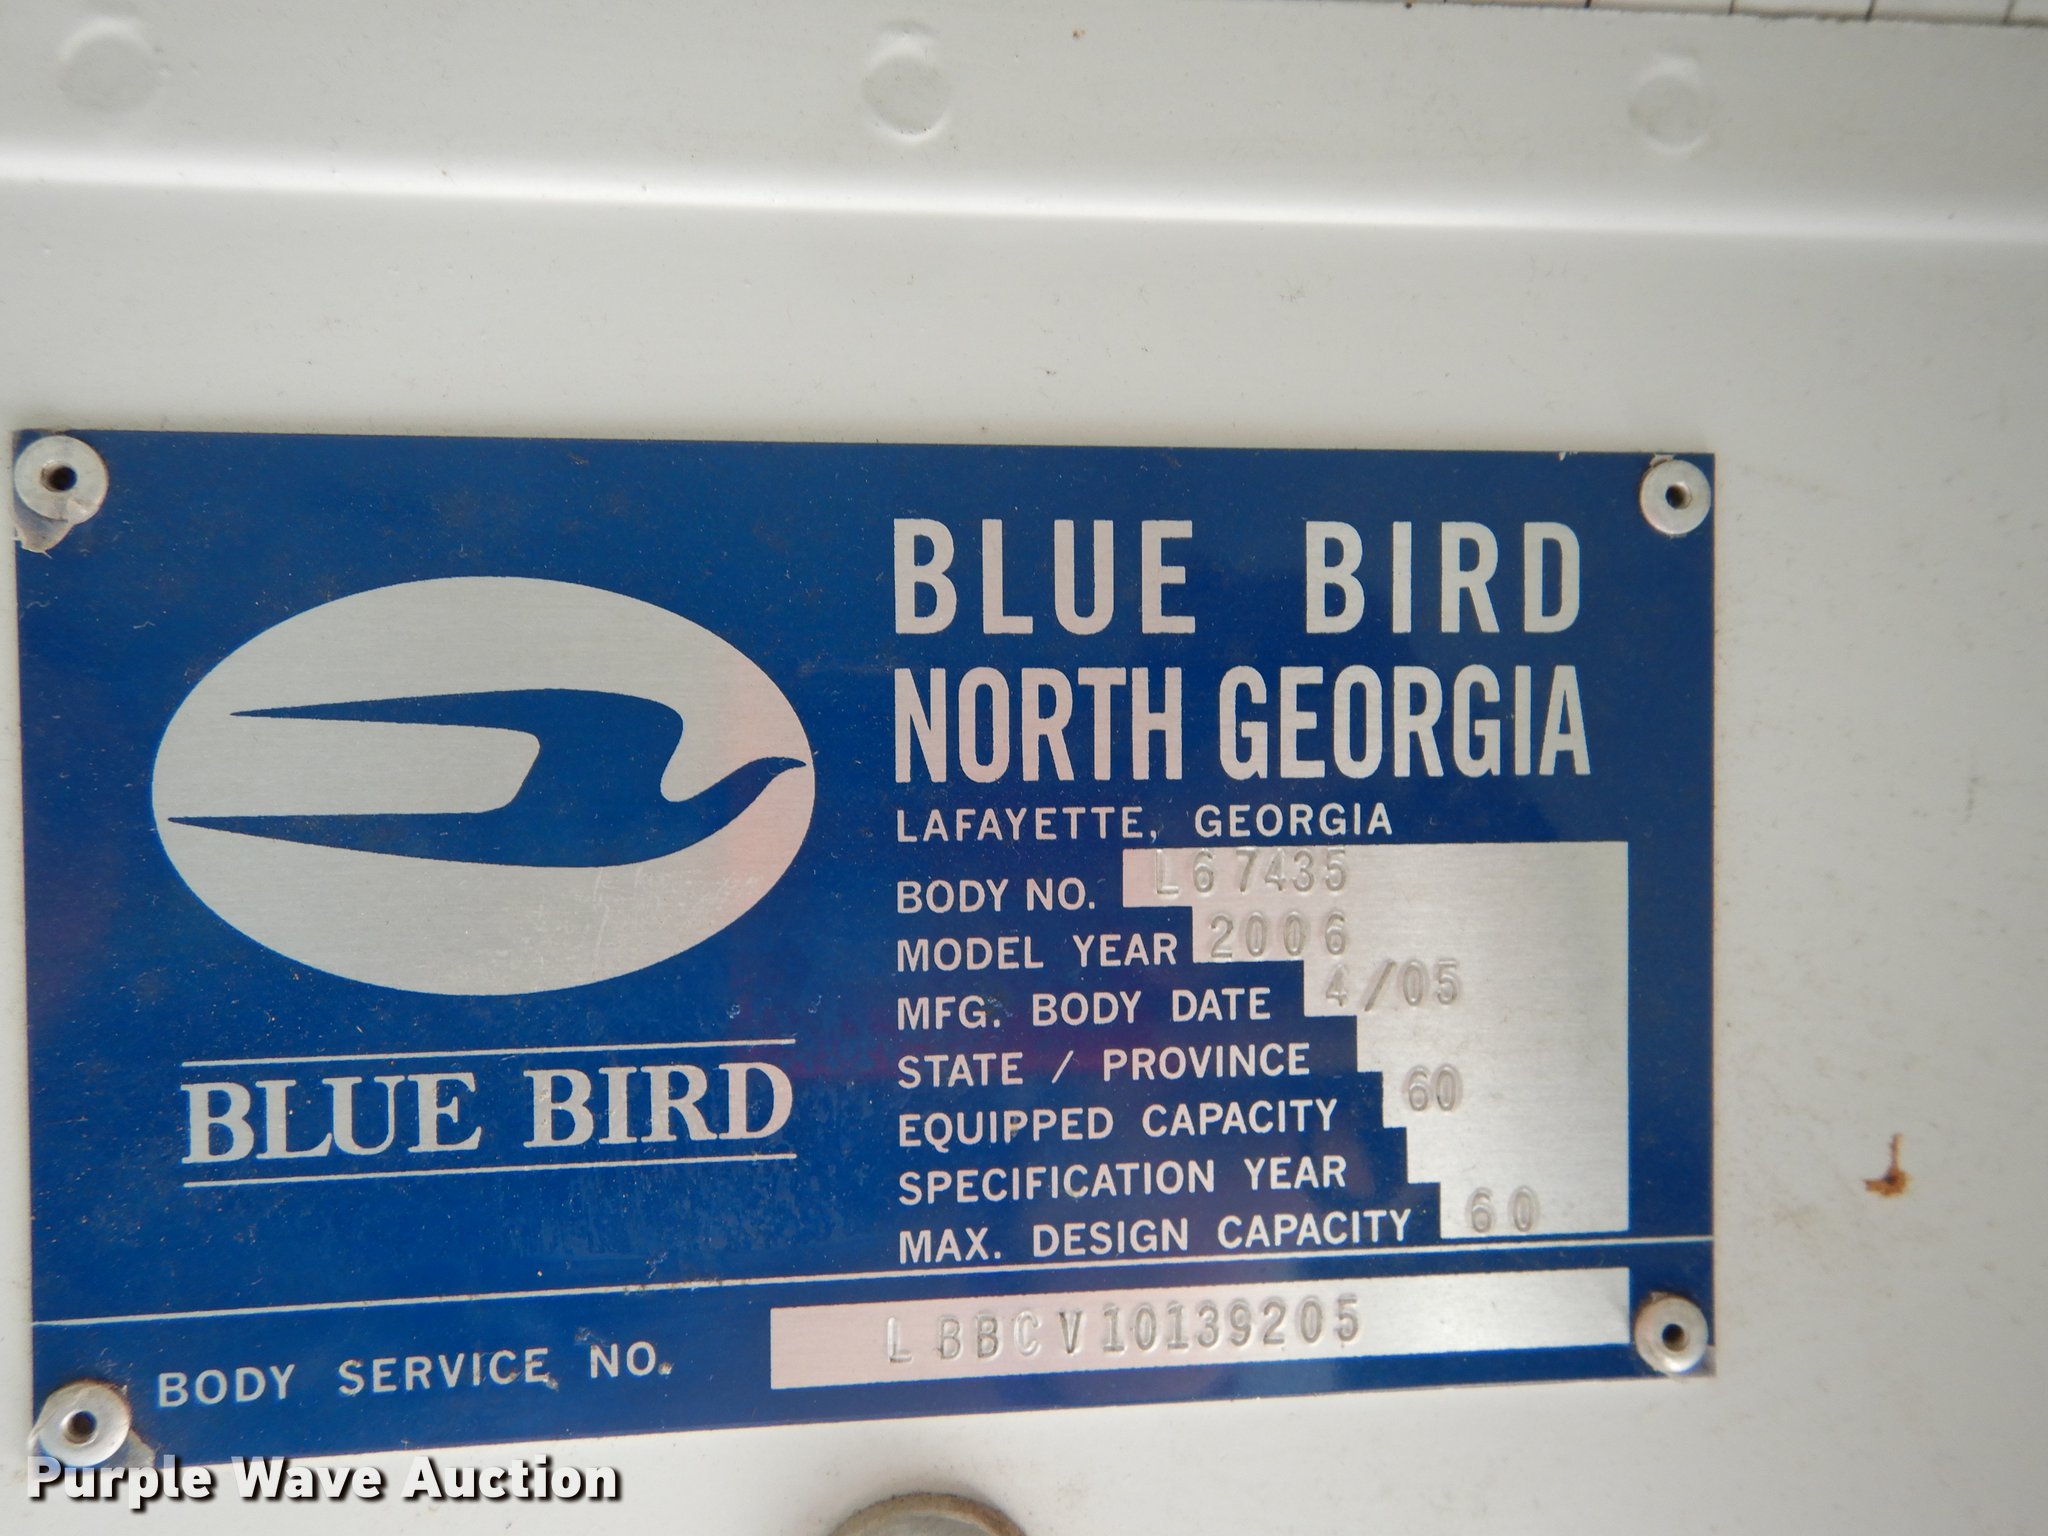 BLUE BIRD
NORTH GEORGIA
LAFAYETTE, GEORGIA
BODY NO. L67435
MODEL YEAR 2006
MFG. BODY DATE 4/05
STATE / PROVINCE
EQUIPPED CAPACITY 60
SPECIFICATION YEAR
MAX. DESIGN CAPACITY 60
BLUE BIRD
BODY SERVICE NO. LBBCV10139205
Purple Wave Auction